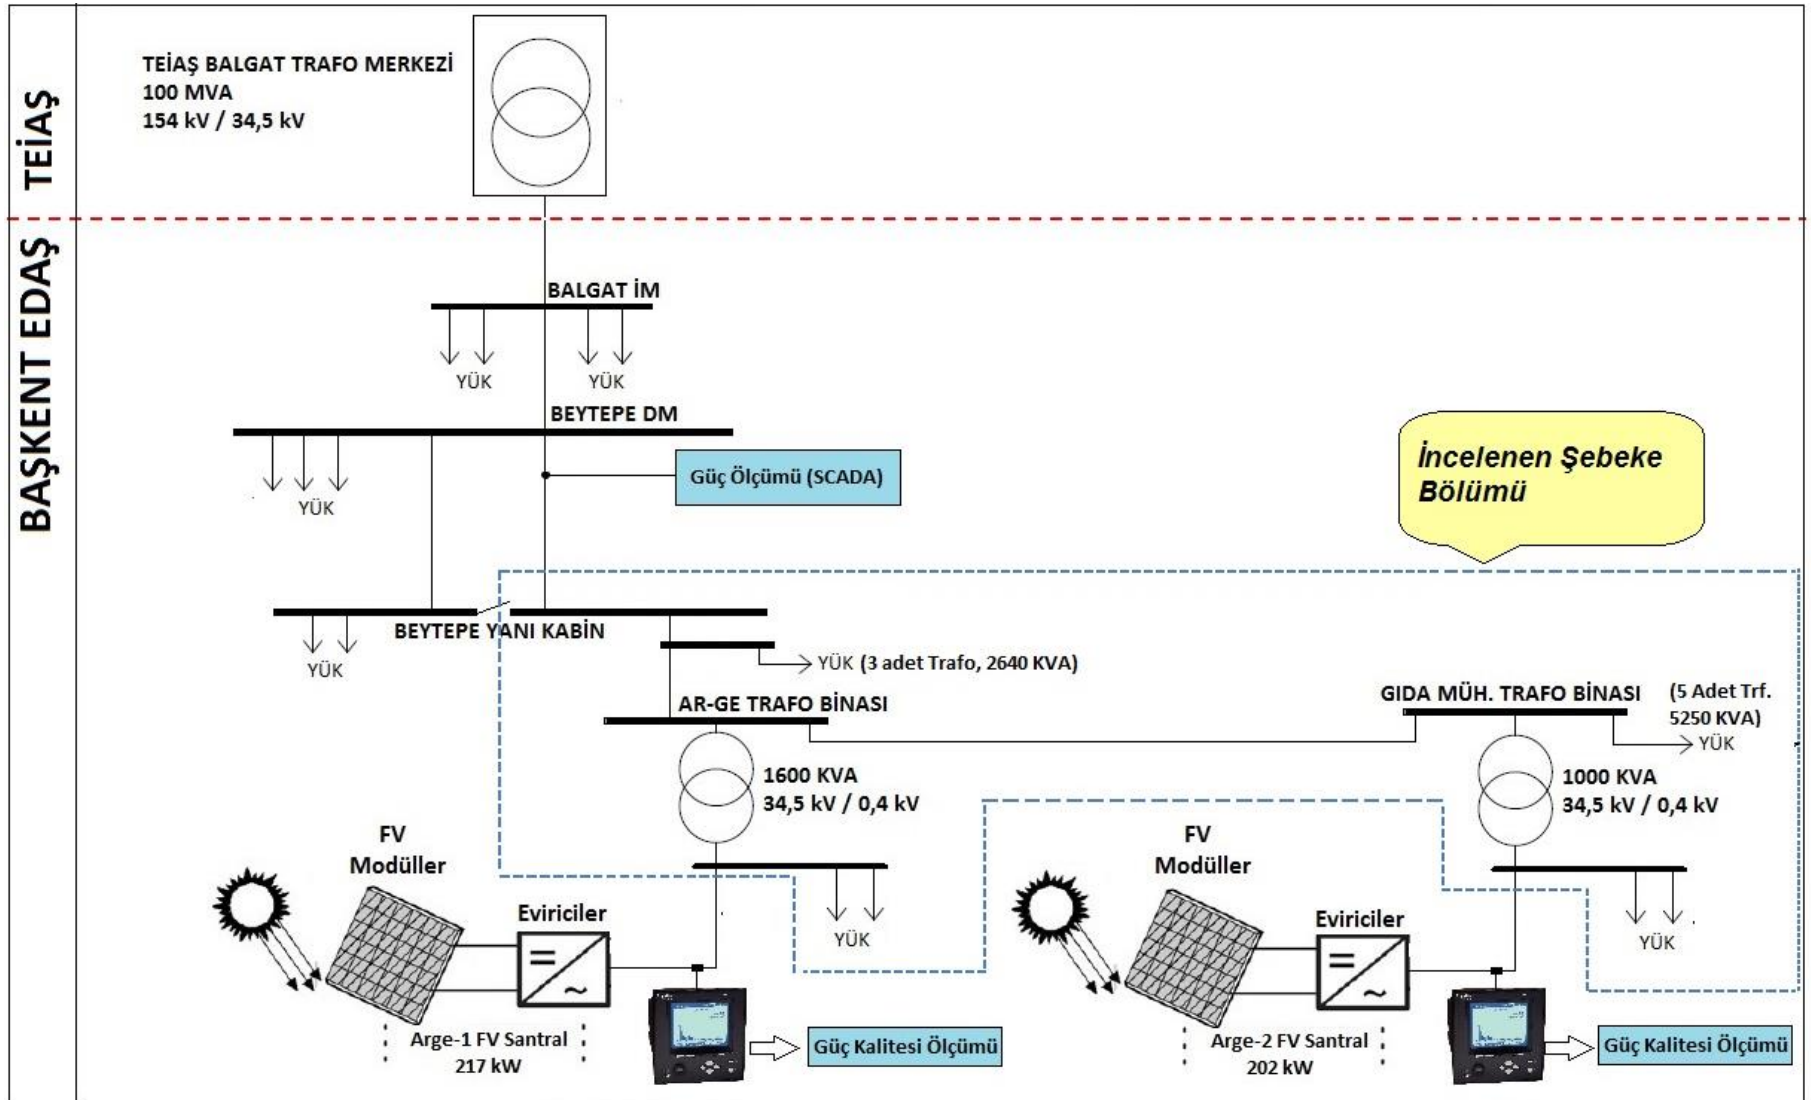 TEİAŞ
BAŞKENT EDAŞ
TEİAŞ BALGAT TRAFO MERKEZİ
100 MVA
154 kV / 34,5 kV
BALGAT İM
YÜK
YÜK
BEYTEPE DM
YÜK
Güç Ölçümü (SCADA)
İncelenen Şebeke
Bölümü
BEYTEPE YANI KABİN
YÜK
YÜK (3 adet Trafo, 2640 KVA)
AR-GE TRAFO BİNASI
GIDA MÜH. TRAFO BİNASI
(5 Adet Trf.
5250 KVA)
YÜK
1600 KVA
34,5 kV / 0,4 kV
1000 KVA
34,5 kV / 0,4 kV
FV
Modüller
Eviriciler
YÜK
Arge-1 FV Santral
217 kW
Güç Kalitesi Ölçümü
FV
Modüller
Eviriciler
YÜK
Arge-2 FV Santral
202 kW
Güç Kalitesi Ölçümü